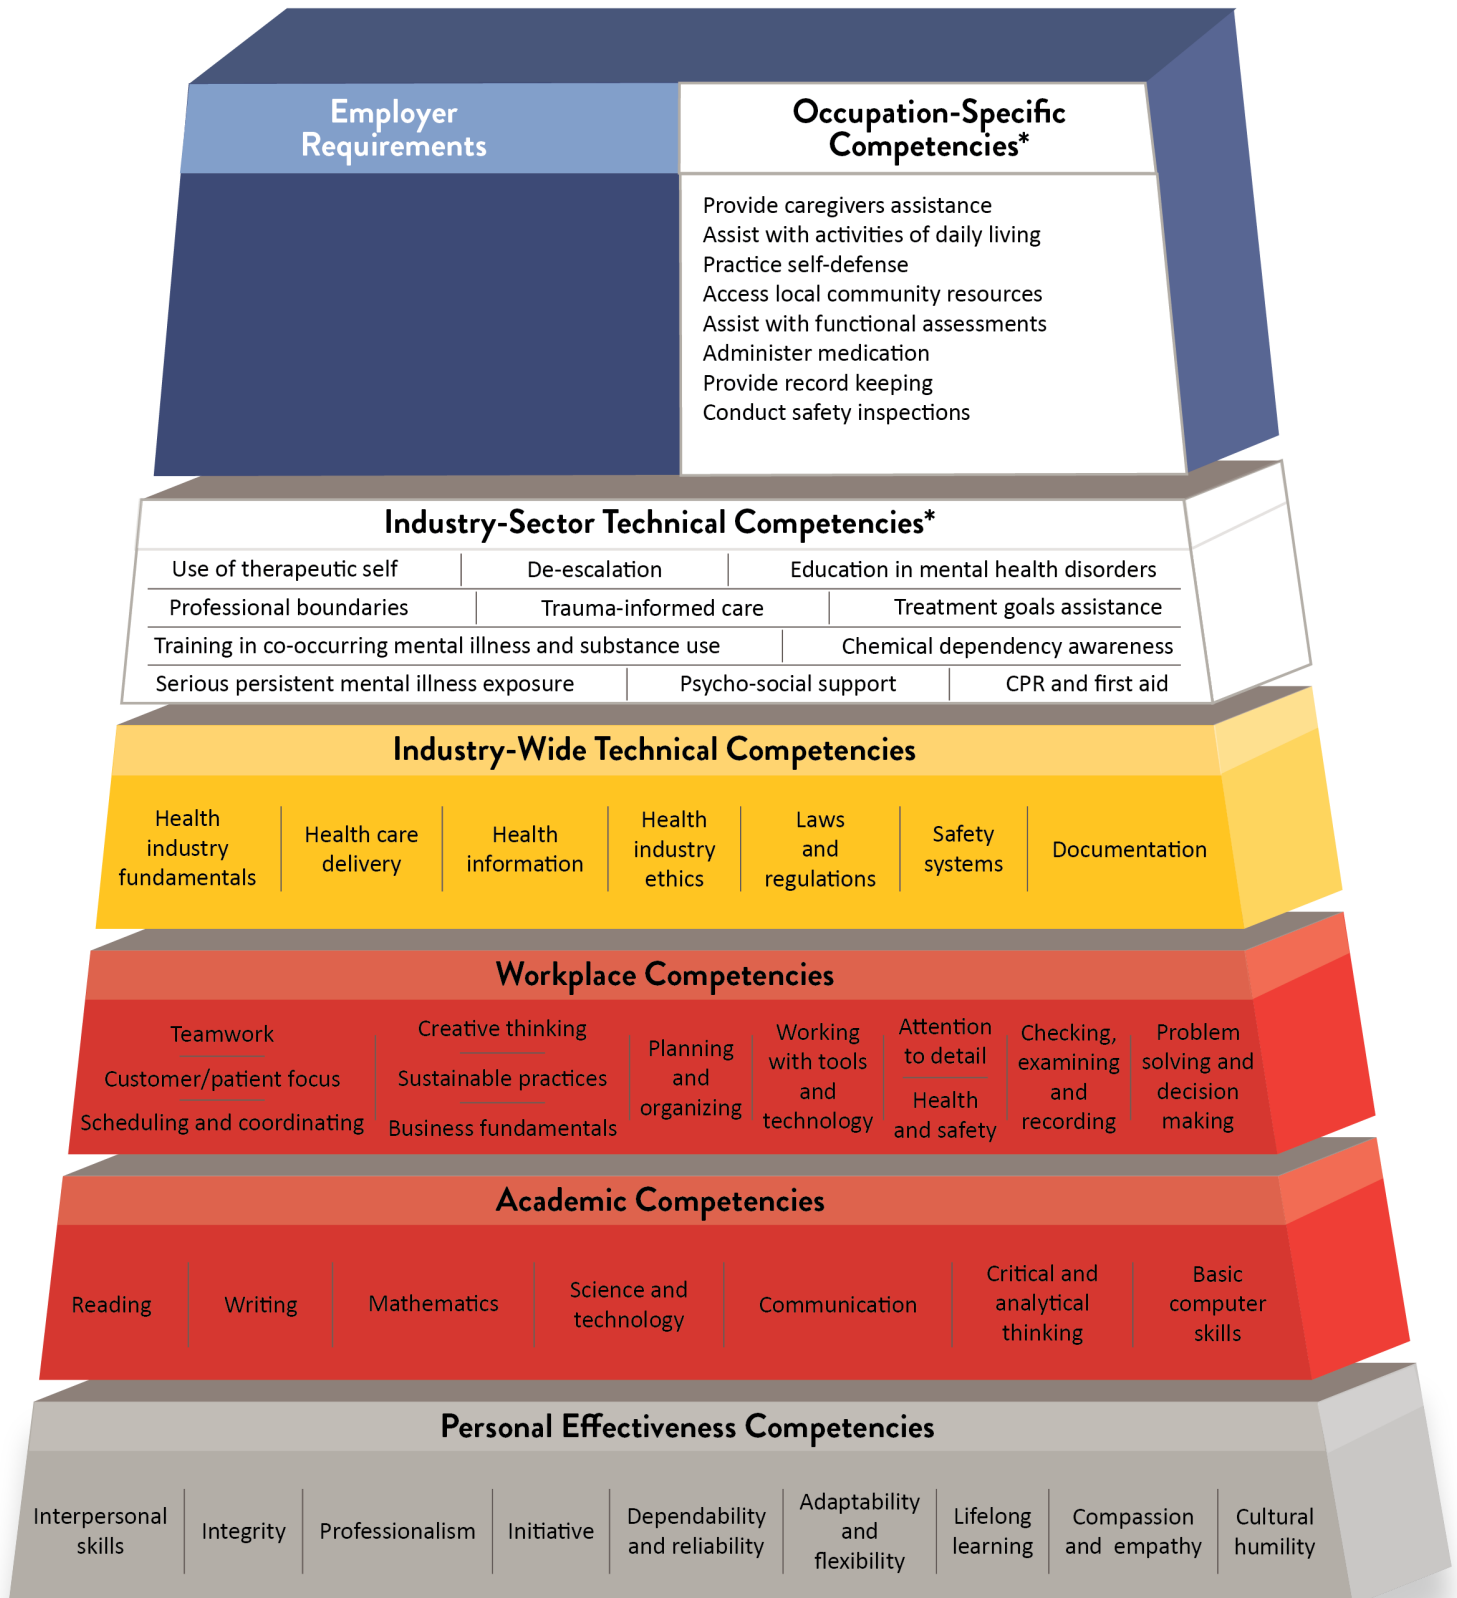 Employer
Requirements
Occupation-Specific
Competencies*
Provide caregivers assistance
Assist with activities of daily living
Practice self-defense
Access local community resources
Assist with functional assessments
Administer medication
Provide record keeping
Conduct safety inspections
Industry-Sector Technical Competencies*
Use of therapeutic self
De-escalation
Education in mental health disorders
Professional boundaries
Trauma-informed care
Treatment goals assistance
Training in co-occurring mental illness and substance use
Chemical dependency awareness
Serious persistent mental illness exposure
Psycho-social support
CPR and first aid
Industry-Wide Technical Competencies
Health
industry
fundamentals
Health care
delivery
Health
information
Health
industry
ethics
Laws
and
regulations
Safety
systems
Documentation
Workplace Competencies
Teamwork
Customer/patient focus
Scheduling and coordinating
Creative thinking
Sustainable practices
Business fundamentals
Planning
and
organizing
Working
with tools
and
technology
Attention
to detail
Health
and safety
Checking,
examining
and
recording
Problem
solving and
decision
making
Academic Competencies
Reading
Writing
Mathematics
Science and
technology
Communication
Critical and
analytical
thinking
Basic
computer
skills
Personal Effectiveness Competencies
Interpersonal
skills
Integrity
Professionalism
Initiative
Dependability
and reliability
Adaptability
and
flexibility
Lifelong
learning
Compassion
and empathy
Cultural
humility